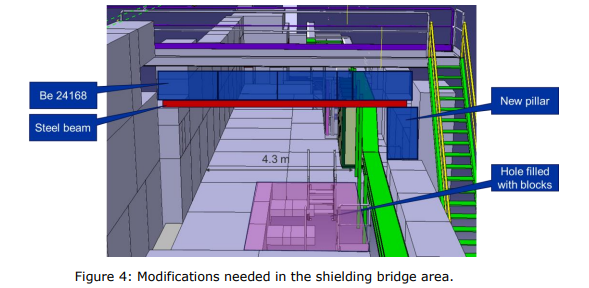 Be 24168
Steel beam
New pillar
4.3 m
Hole filled
with blocks
Figure 4: Modifications needed in the shielding bridge area.